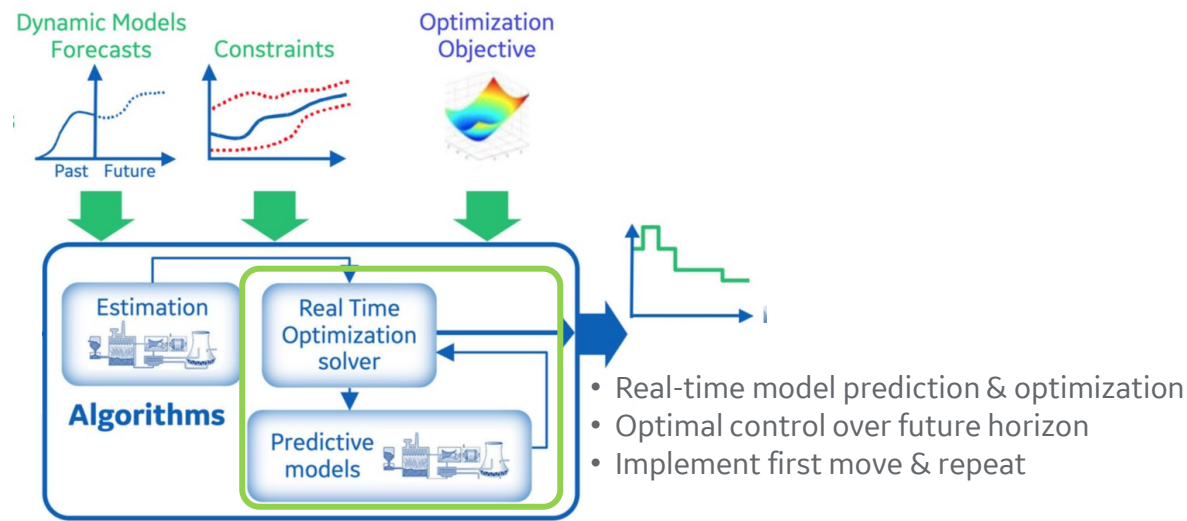 Dynamic Models
Forecasts
Constraints
Optimization
Objective
Past Future
Estimation
Real Time
Optimization
solver
Algorithms
Predictive
models
• Real-time model prediction & optimization
• Optimal control over future horizon
• Implement first move & repeat